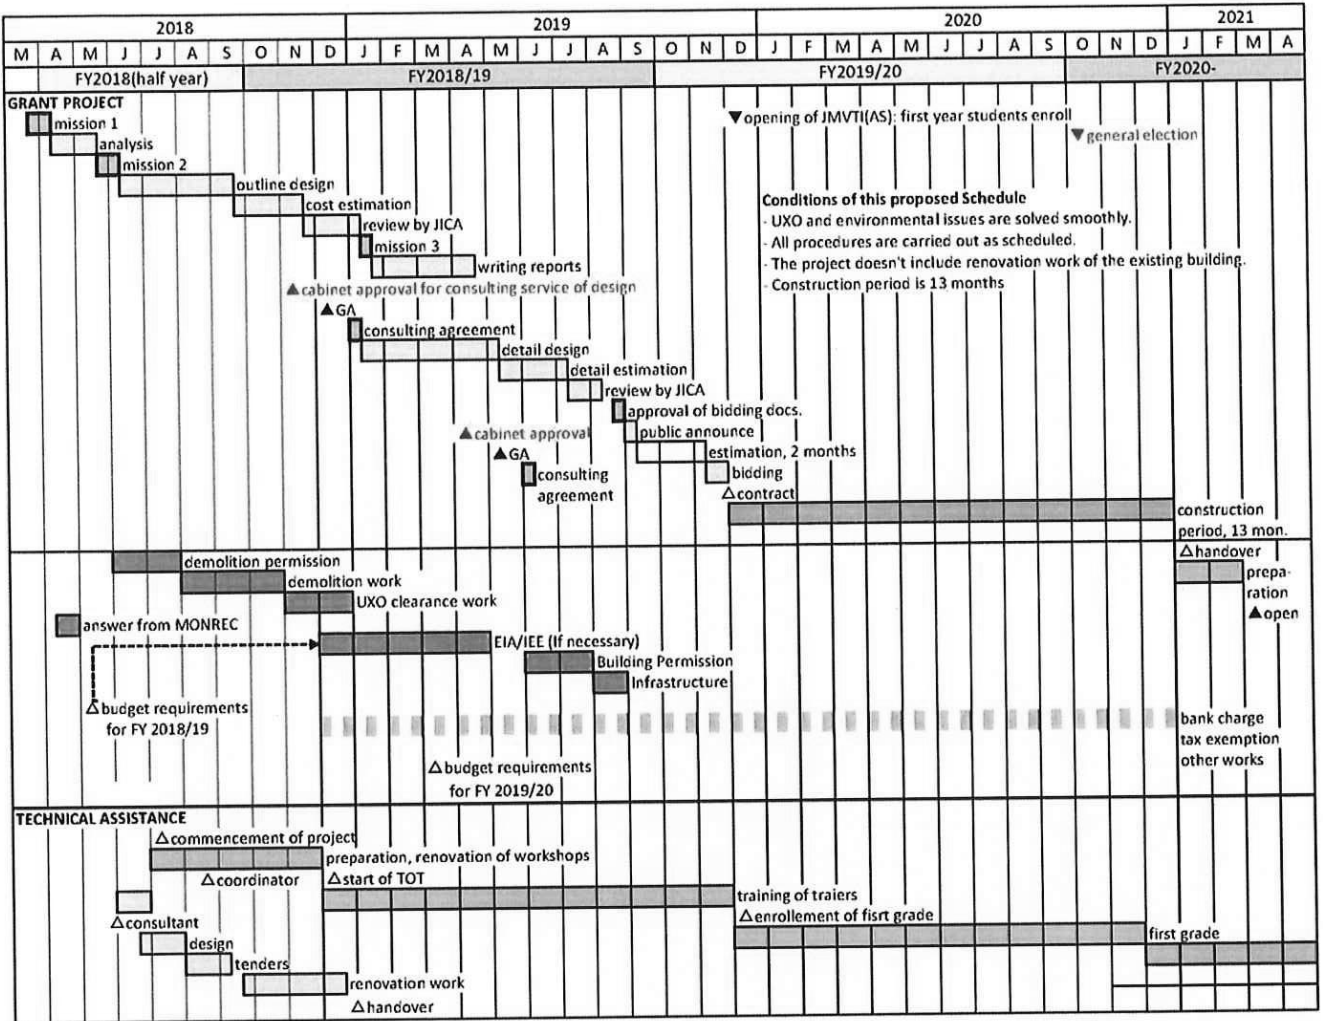 2018 2019 2020 2021
M A M J J A S O N D J F M A M J J A S O N D J F M A M J J A S O N D J F M A
FY2018(half year) FY2018/19 FY2019/20 FY2020-
GRANT PROJECT
mission 1
▼opening of JMVTI(AS): first year students enroll
▼general election
analysis
mission 2
outline design
cost estimation
review by JICA
mission 3
writing reports
Conditions of this proposed Schedule
- UXO and environmental issues are solved smoothly.
- All procedures are carried out as scheduled.
- The project doesn't include renovation work of the existing building.
- Construction period is 13 months
▲cabinet approval for consulting service of design
▲GA
consulting agreement
detail design
detail estimation
review by JICA
approval of bidding docs.
▲cabinet approval
public announce
▲GA
estimation, 2 months
consulting
agreement
bidding
△contract
construction
period, 13 mon.
demolition permission
△handover
demolition work
prepa-
ration
UXO clearance work
▲open
answer from MONREC
EIA/IEE (If necessary)
Building Permission
Infrastructure
△budget requirements
for FY 2018/19
bank charge
tax exemption
other works
△budget requirements
for FY 2019/20
TECHNICAL ASSISTANCE
△commencement of project
preparation, renovation of workshops
△coordinator
△start of TOT
training of traiers
△consultant
△enrollement of fisrt grade
first grade
design
tenders
renovation work
△handover